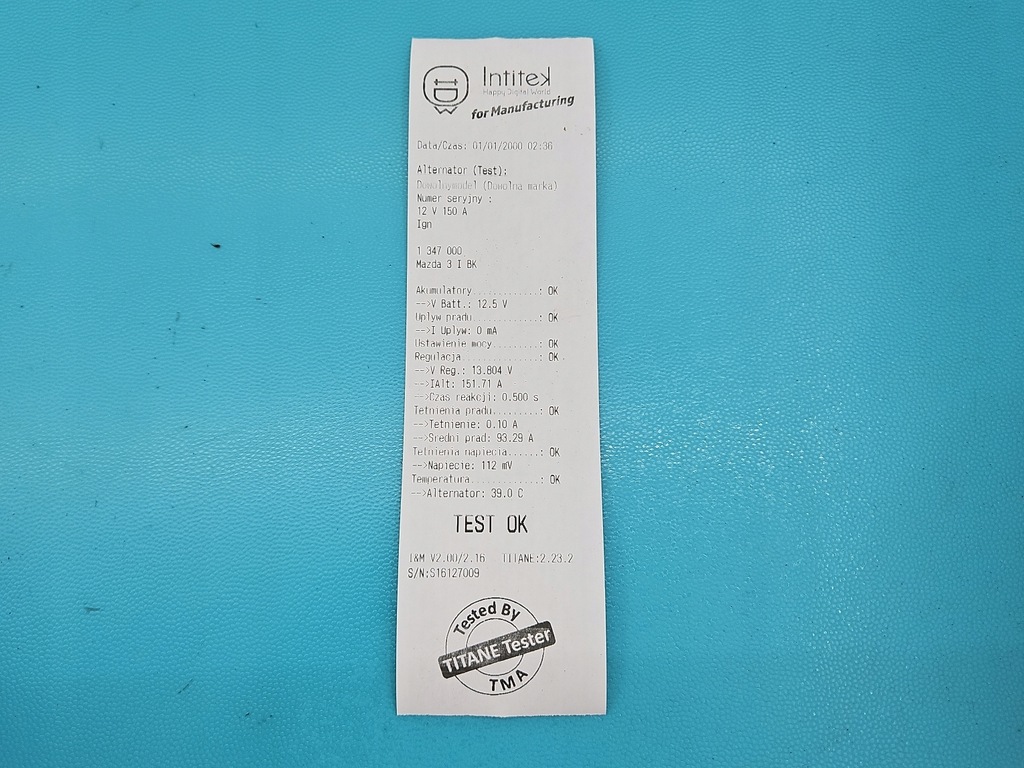 Intitek
Happy Digital World
for Manufacturing
Data/Czas: 01/01/2000 02:36
Alternator (Test):
Dowolnymodel (Dowolna marka)
Numer seryjny :
12 V 150 A
Ign
1 347 000
Mazda 3 I BK
Akumulatory............: OK
-->V Batt.: 12.5 V
Uplyw pradu............: OK
-->I Uplyw: 0 mA
Ustawienie mocy.........: OK
Regulacja..............: OK
-->V Reg.: 13.804 V
-->IAlt: 151.71 A
-->Czas reakcji: 0.500 s
Tetnienia pradu.........: OK
-->Tetnienie: 0.10 A
-->Sredni prad: 93.29 A
Tetnienia napiecia......: OK
-->Napiecie: 112 mV
Temperatura............: OK
-->Alternator: 39.0 C
TEST OK
I&M V2.00/2.16 TITANE:2.23.2
S/N:S16127009
Tested By
TITANE Tester
TMA